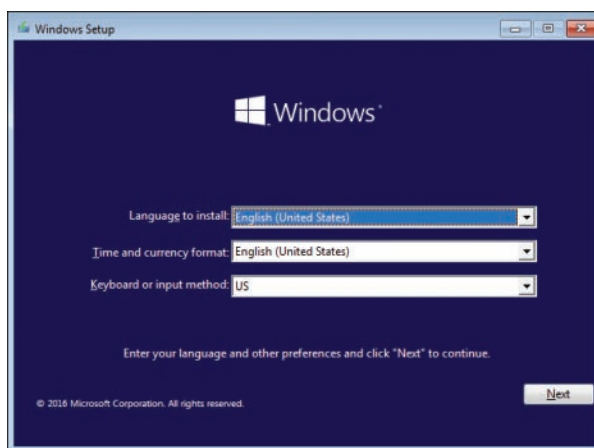 Windows Setup
Windows
Language to install: English (United States)
Time and currency format: English (United States)
Keyboard or input method: US
Enter your language and other preferences and click "Next" to continue.
Next
© 2016 Microsoft Corporation. All rights reserved.